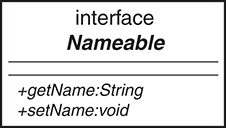 interface
Nameable
+getName:String
+setName:void